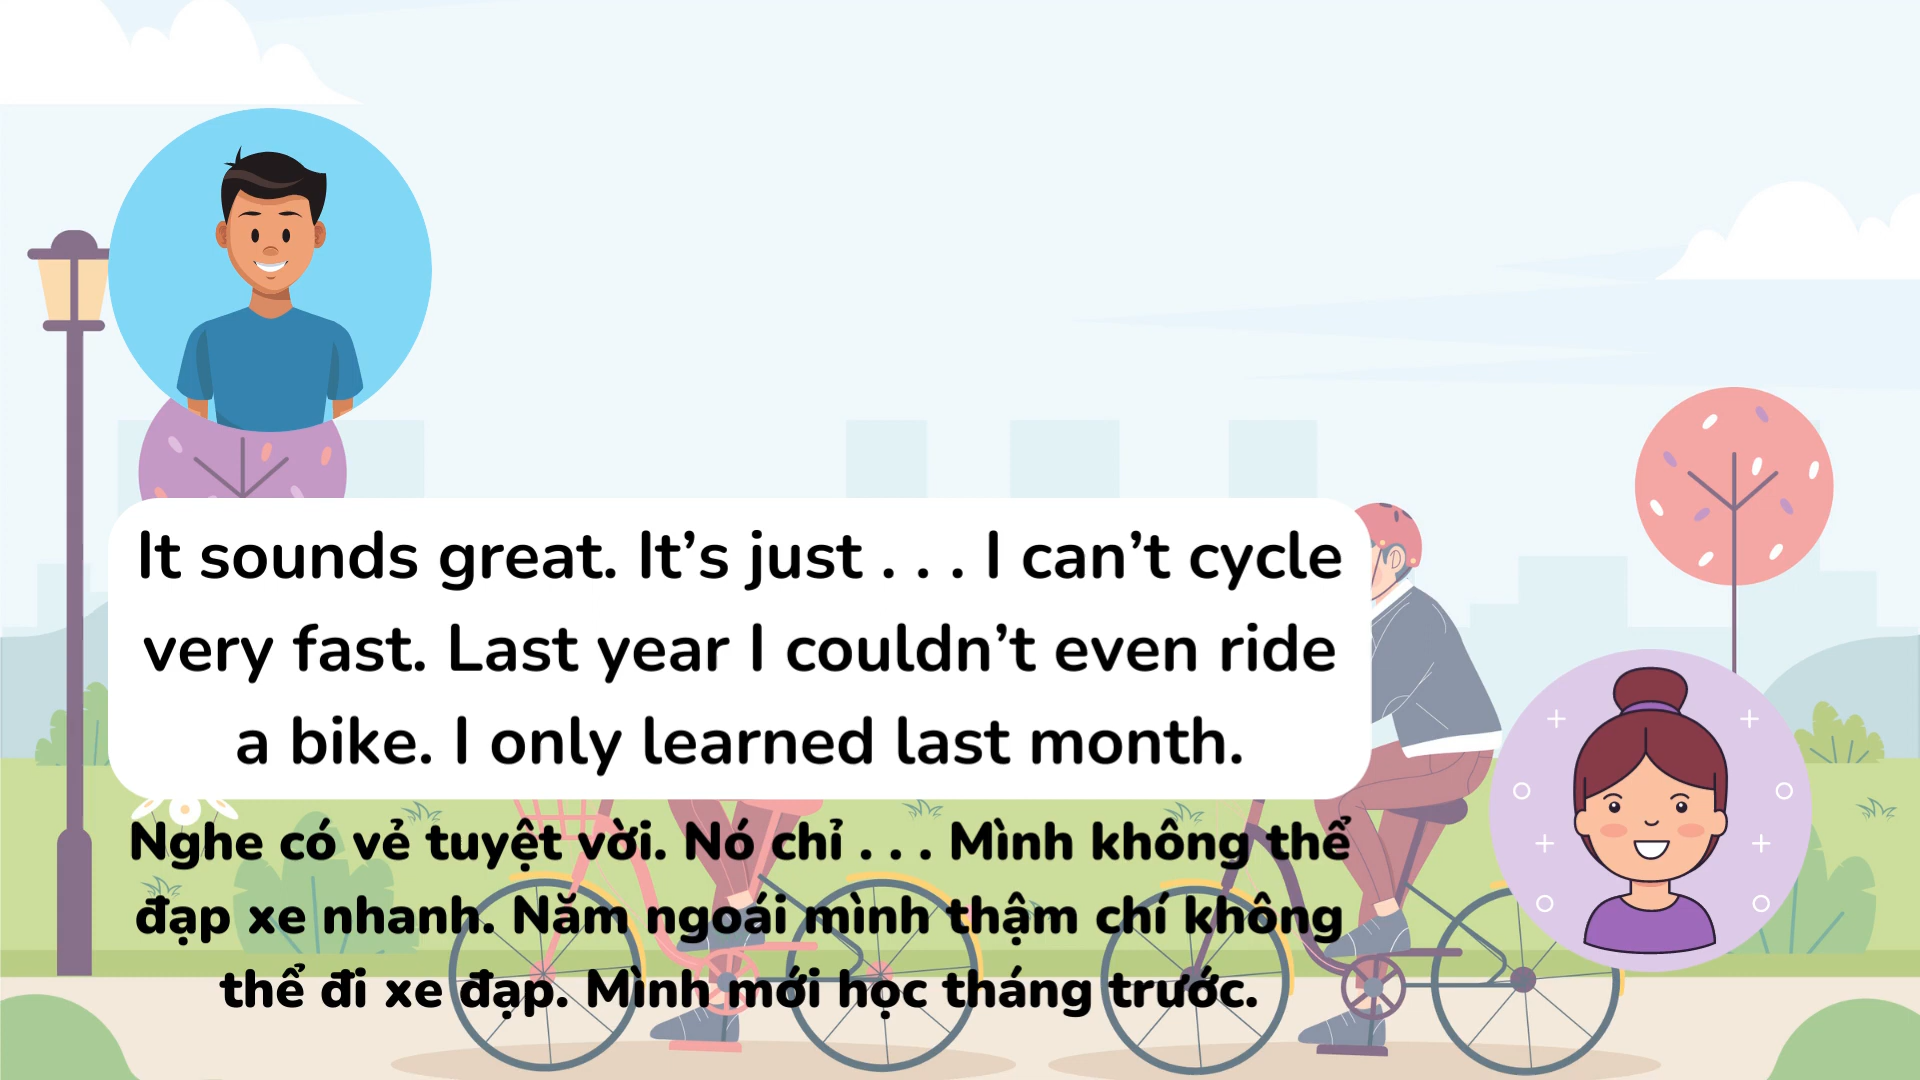 It sounds great. It’s just . . . I can’t cycle
very fast. Last year I couldn’t even ride
a bike. I only learned last month.
Nghe có vẻ tuyệt vời. Nó chỉ . . . Mình không thể
đạp xe nhanh. Năm ngoái mình thậm chí không
thể đi xe đạp. Mình mới học tháng trước.